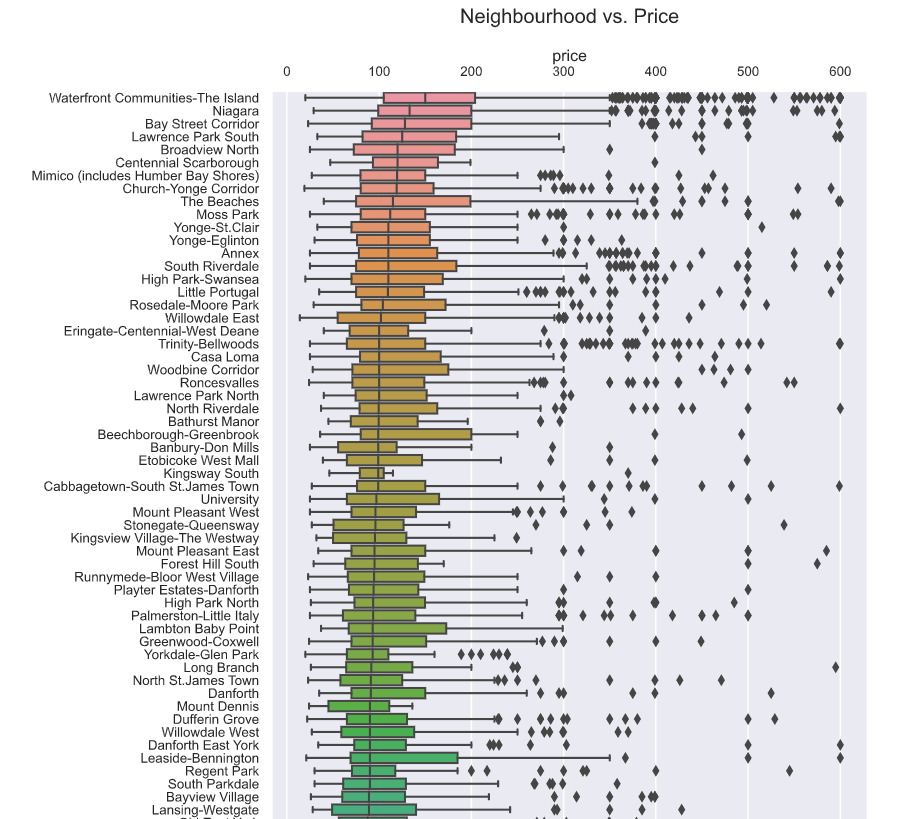 Neighbourhood vs. Price
price
0 100 200 300 400 500 600
Waterfront Communities-The Island
Niagara
Bay Street Corridor
Lawrence Park South
Broadview North
Centennial Scarborough
Mimico (includes Humber Bay Shores)
Church-Yonge Corridor
The Beaches
Moss Park
Yonge-St.Clair
Yonge-Eglinton
Annex
South Riverdale
High Park-Swansea
Little Portugal
Rosedale-Moore Park
Willowdale East
Eringate-Centennial-West Deane
Trinity-Bellwoods
Casa Loma
Woodbine Corridor
Roncesvalles
Lawrence Park North
North Riverdale
Bathurst Manor
Beechborough-Greenbrook
Banbury-Don Mills
Etobicoke West Mall
Kingsway South
Cabbagetown-South St.James Town
University
Mount Pleasant West
Stonegate-Queensway
Kingsview Village-The Westway
Mount Pleasant East
Forest Hill South
Runnymede-Bloor West Village
Playter Estates-Danforth
High Park North
Palmerston-Little Italy
Lambton Baby Point
Greenwood-Coxwell
Yorkdale-Glen Park
Long Branch
North St.James Town
Danforth
Mount Dennis
Dufferin Grove
Willowdale West
Danforth East York
Leaside-Bennington
Regent Park
South Parkdale
Bayview Village
Lansing-Westgate